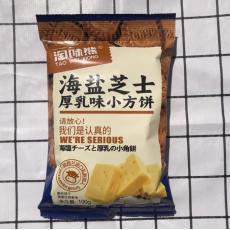 淘味熊
TAO WEI XIONG
海盐芝士
厚乳味小方饼
请放心!
我们是认真的
WE'RE SERIOUS
海塩チーズと厚乳の小角餅
100g